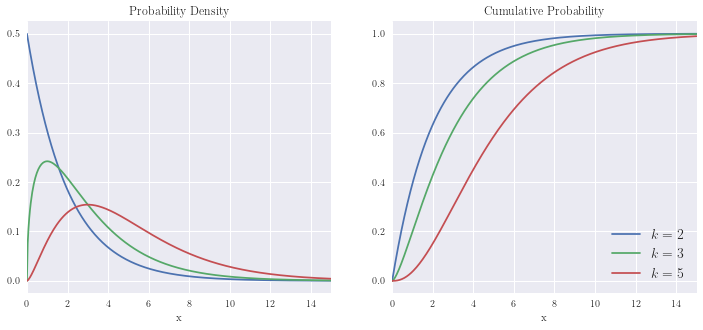 Probability Density
0.5
0.4
0.3
0.2
0.1
0.0
0 2 4 6 8 10 12 14
x
Cumulative Probability
1.0
0.8
0.6
0.4
0.2
0.0
0 2 4 6 8 10 12 14
x
k = 2
k = 3
k = 5